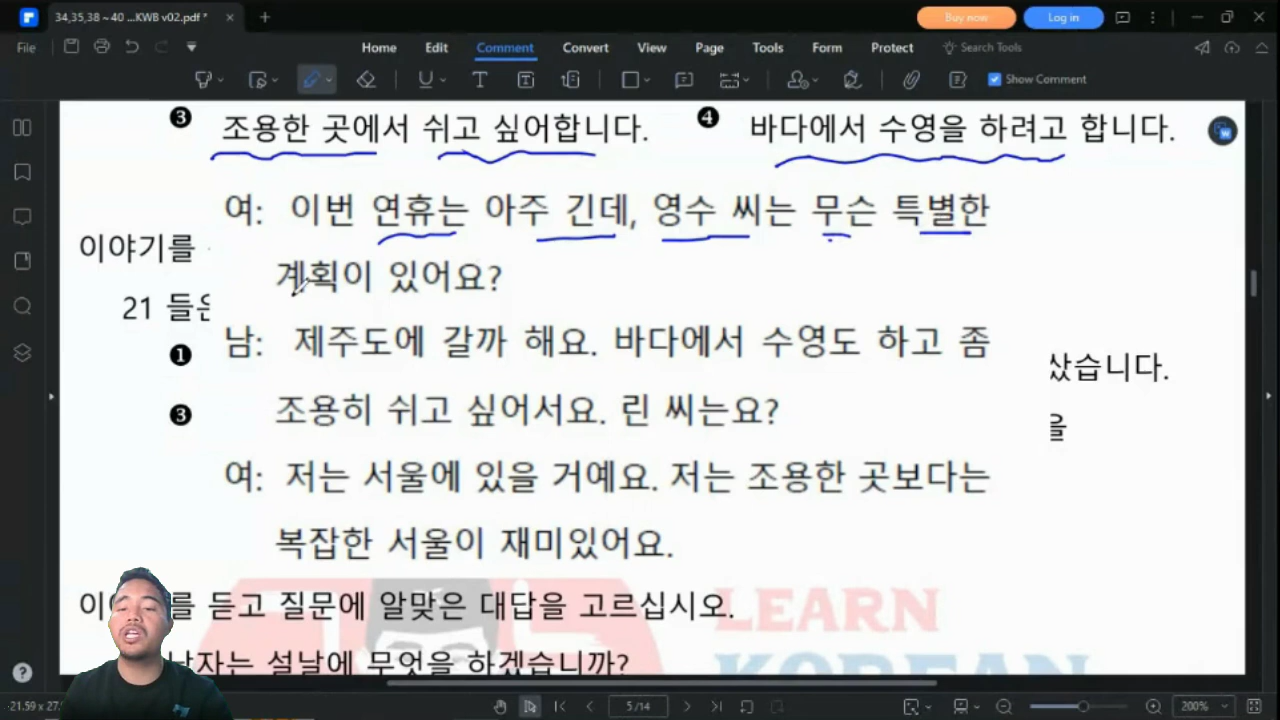 34,35,38 ~ 40 ...KWB v02.pdf *
Buy now
Log in
File
Home Edit Comment Convert View Page Tools Form Protect Search Tools
Show Comment
❸ 조용한 곳에서 쉬고 싶어합니다. ❹ 바다에서 수영을 하려고 합니다.
여: 이번 연휴는 아주 긴데, 영수 씨는 무슨 특별한
이야기를
계획이 있어요?
21 들은
남: 제주도에 갈까 해요. 바다에서 수영도 하고 좀
❶
샀습니다.
조용히 쉬고 싶어서요. 린 씨는요?
❸
을
여: 저는 서울에 있을 거예요. 저는 조용한 곳보다는
복잡한 서울이 재미있어요.
듣고 질문에 알맞은 대답을 고르십시오.
LEARN
KOREAN
남자는 설날에 무엇을 하겠습니까?
5 /14
200%